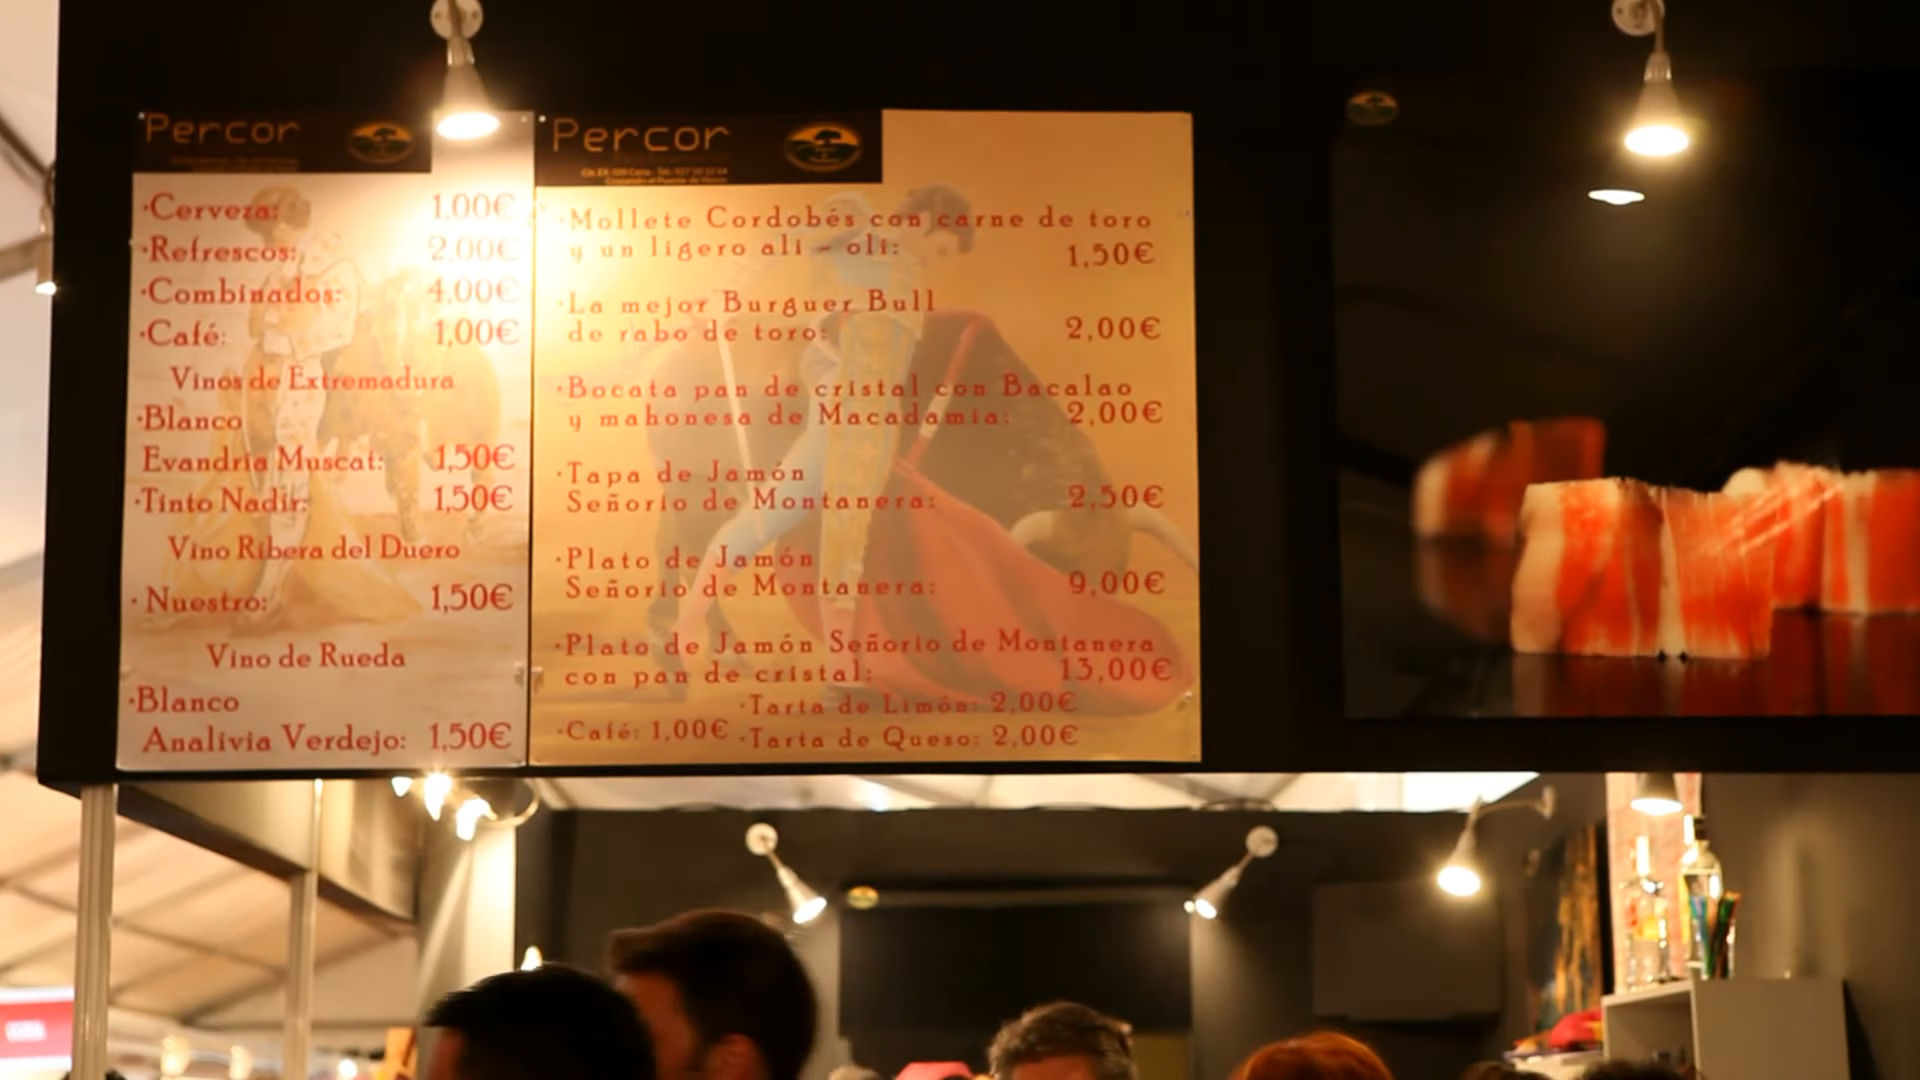 Percor
·Cerveza: 1,00€
·Refrescos: 2,00€
·Combinados: 4,00€
·Café: 1,00€
Vinos de Extremadura
·Blanco
Evandria Muscat: 1,50€
·Tinto Nadir: 1,50€
Vino Ribera del Duero
·Nuestro: 1,50€
Vino de Rueda
·Blanco
Analivia Verdejo: 1,50€
Percor
·Mollete Cordobés con carne de toro
y un ligero ali - oli: 1,50€
·La mejor Burguer Bull
de rabo de toro: 2,00€
·Bocata pan de cristal con Bacalao
y mahonesa de Macadamia: 2,00€
·Tapa de Jamón
Señorio de Montanera: 2,50€
·Plato de Jamón
Señorio de Montanera: 9,00€
·Plato de Jamón Señorio de Montanera
con pan de cristal: 13,00€
·Tarta de Limón: 2,00€
·Café: 1,00€ ·Tarta de Queso: 2,00€